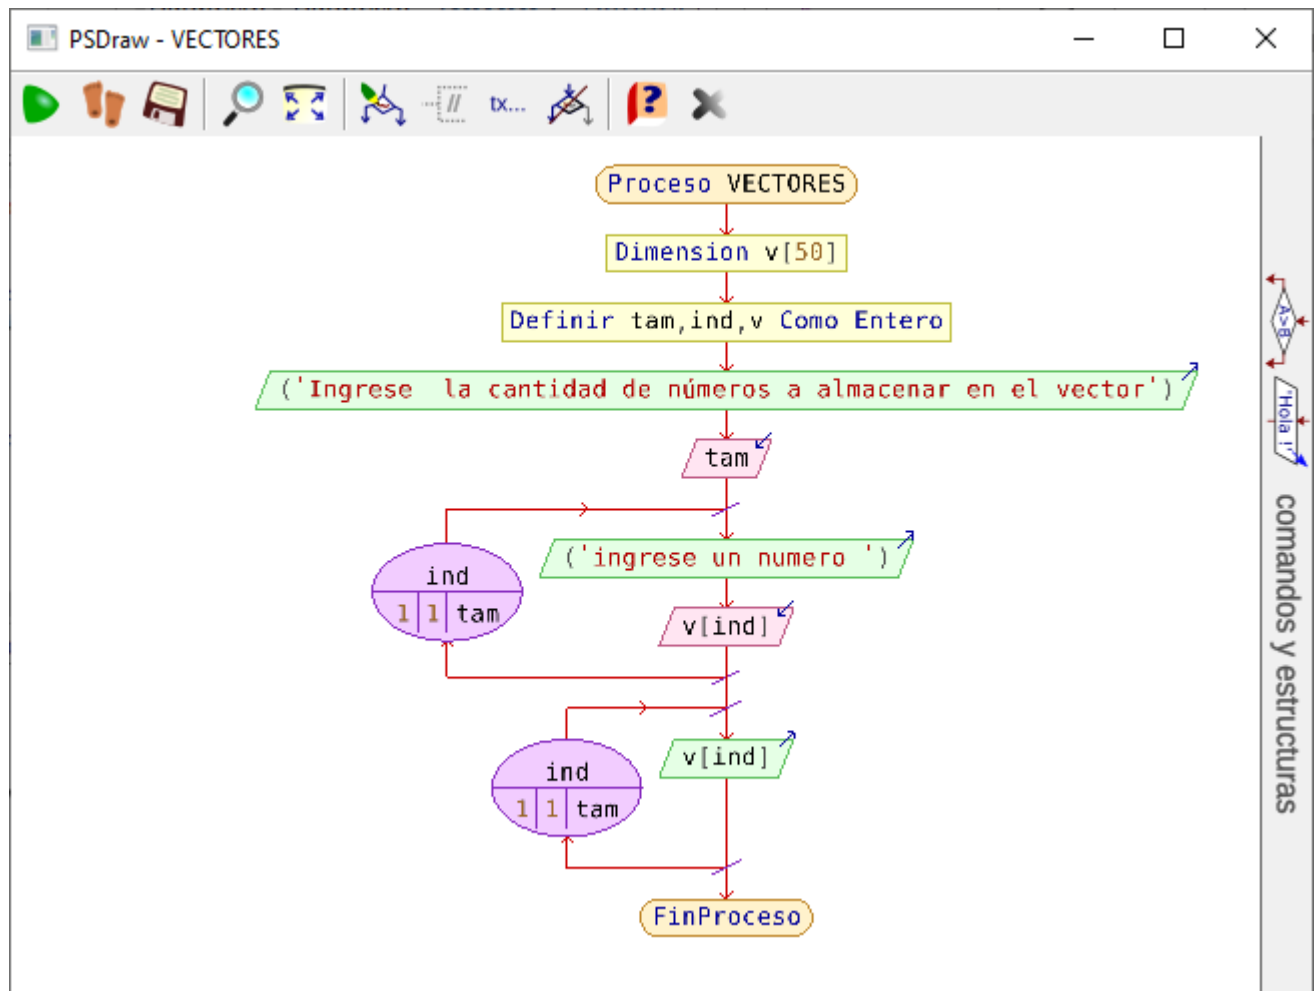 PSDraw - VECTORES
// tx... ?
Proceso VECTORES
Dimension v[50]
Definir tam,ind,v Como Entero
('Ingrese  la cantidad de números a almacenar en el vector')
tam
('ingrese un numero ')
ind
1 1 tam
v[ind]
v[ind]
ind
1 1 tam
FinProceso
A>B
"Hola !"
comandos y estructuras